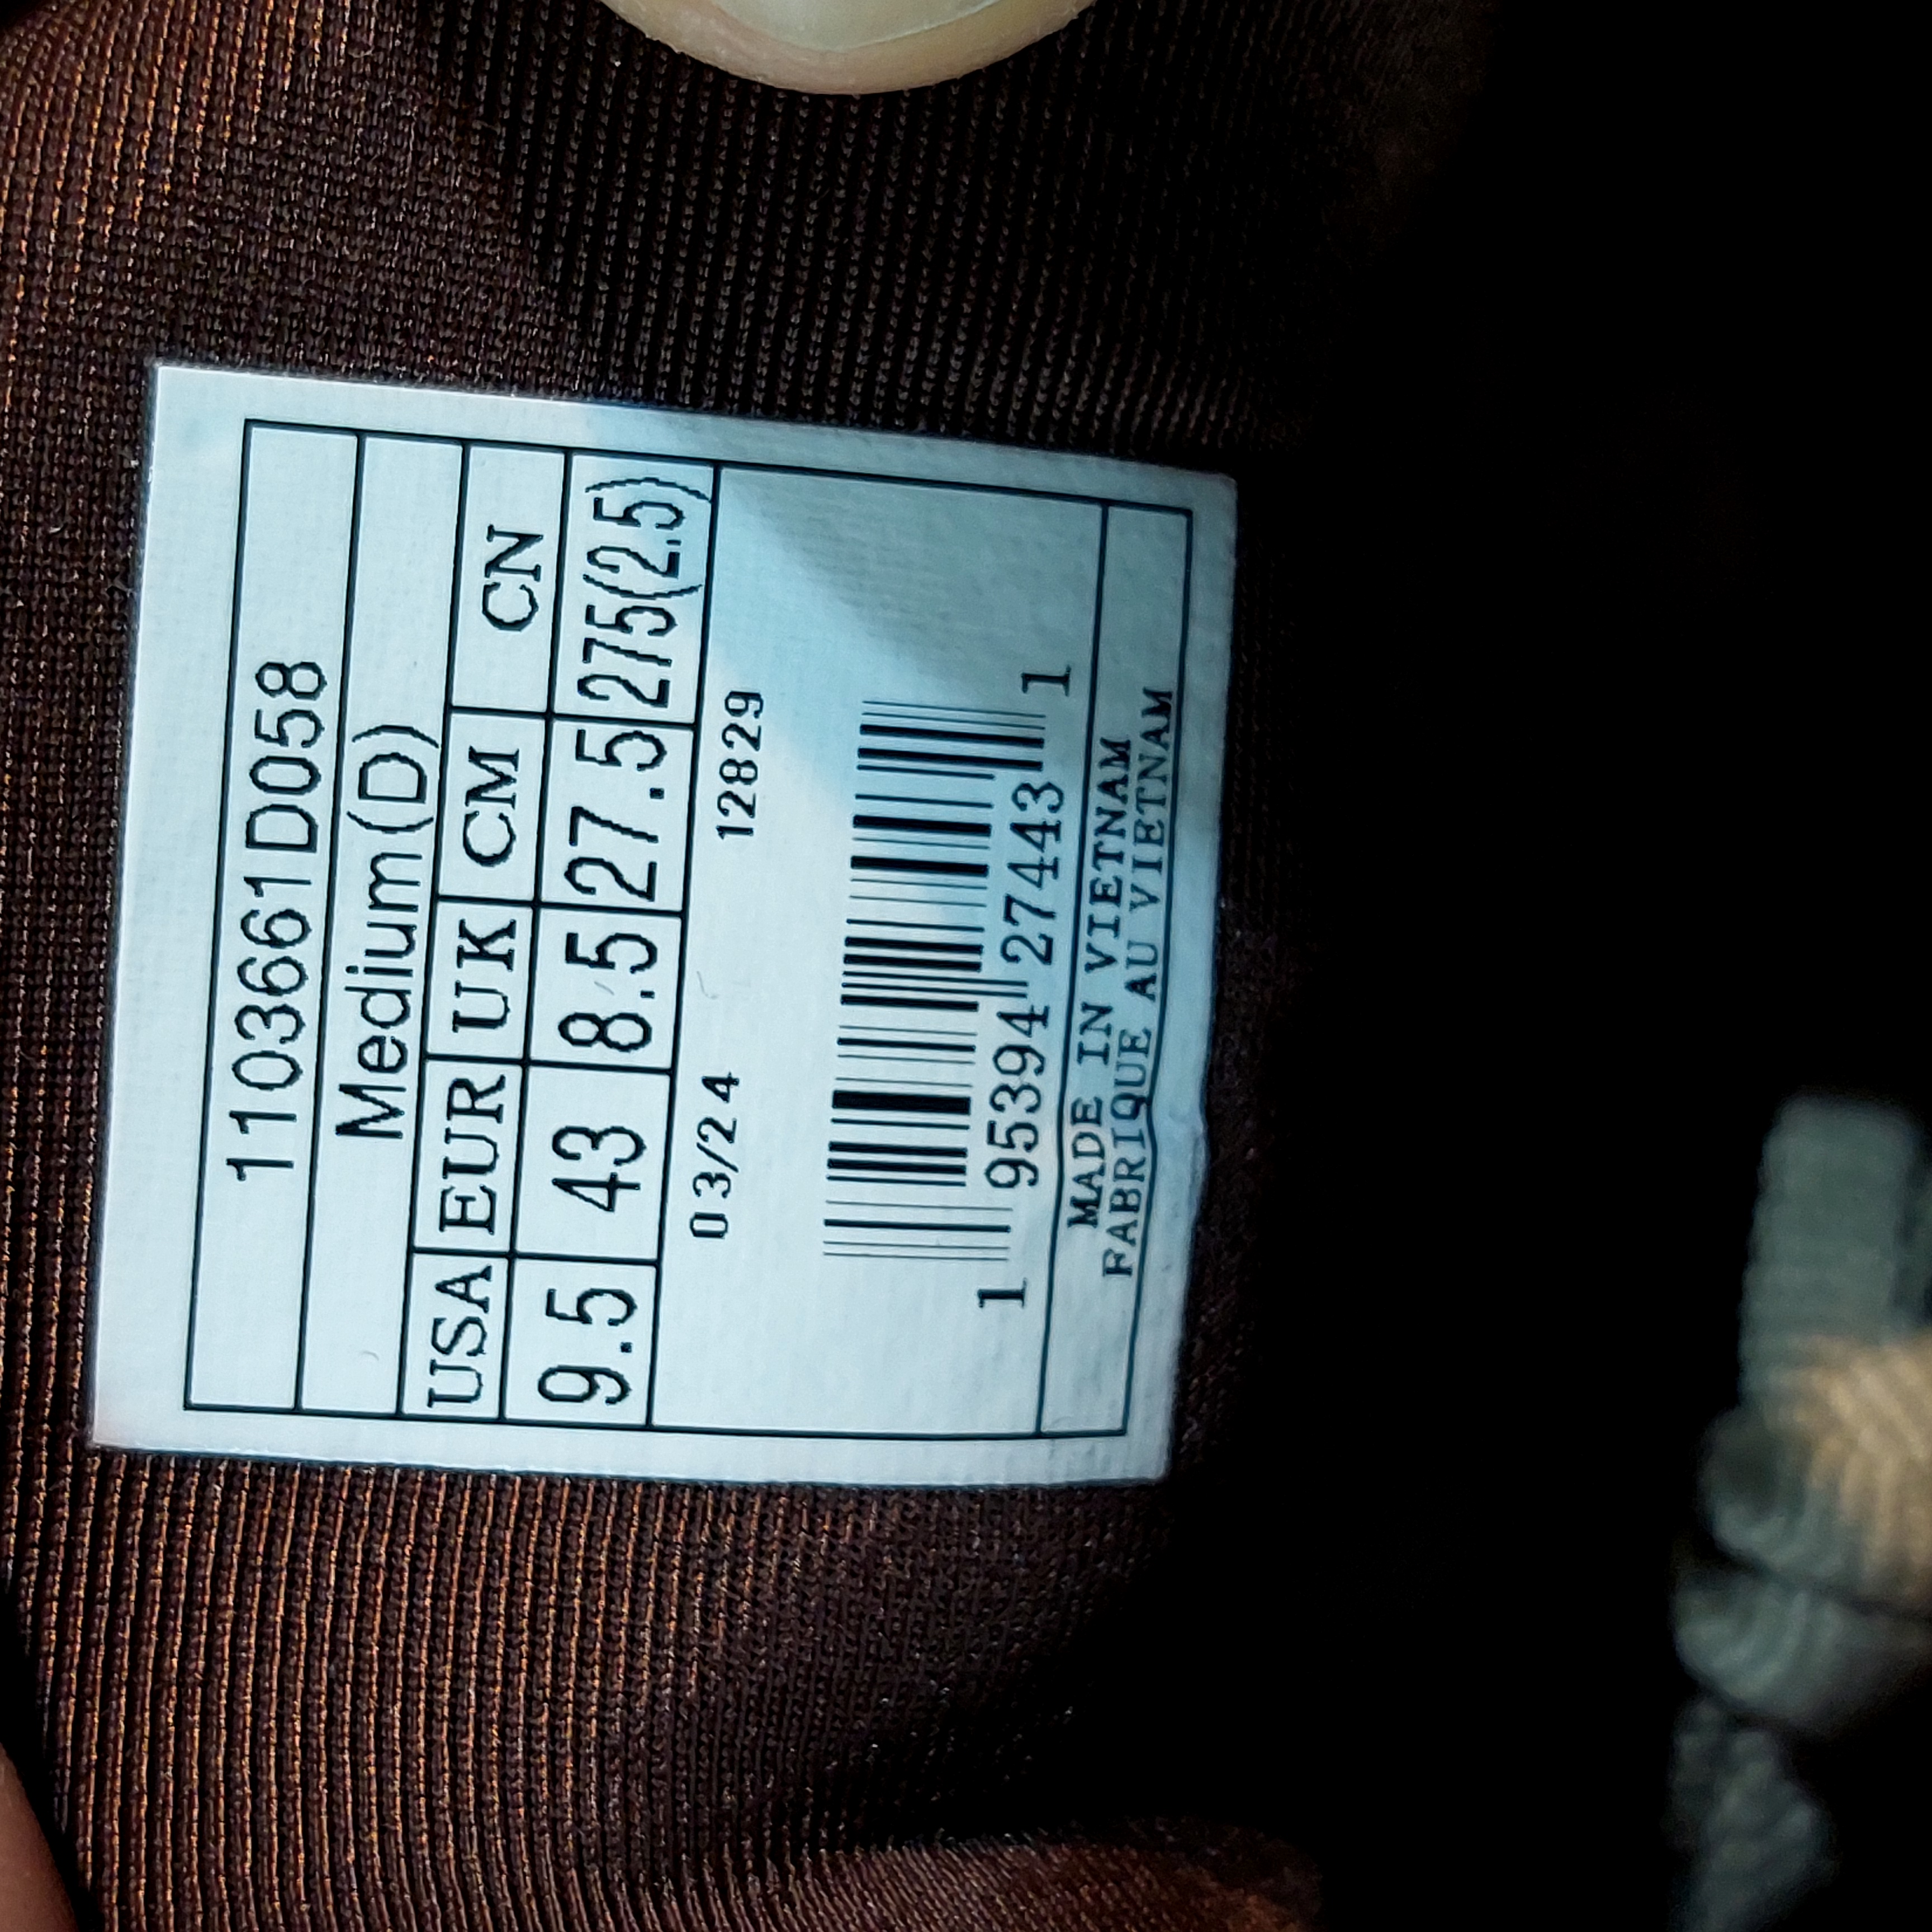 1103661D058
Medium(D)
USA EUR UK CM CN
9.5 43 8.5 27.5 275(2.5)
03/24 12829
1 95394 27443 1
MADE IN VIETNAM
FABRIQUE AU VIETNAM